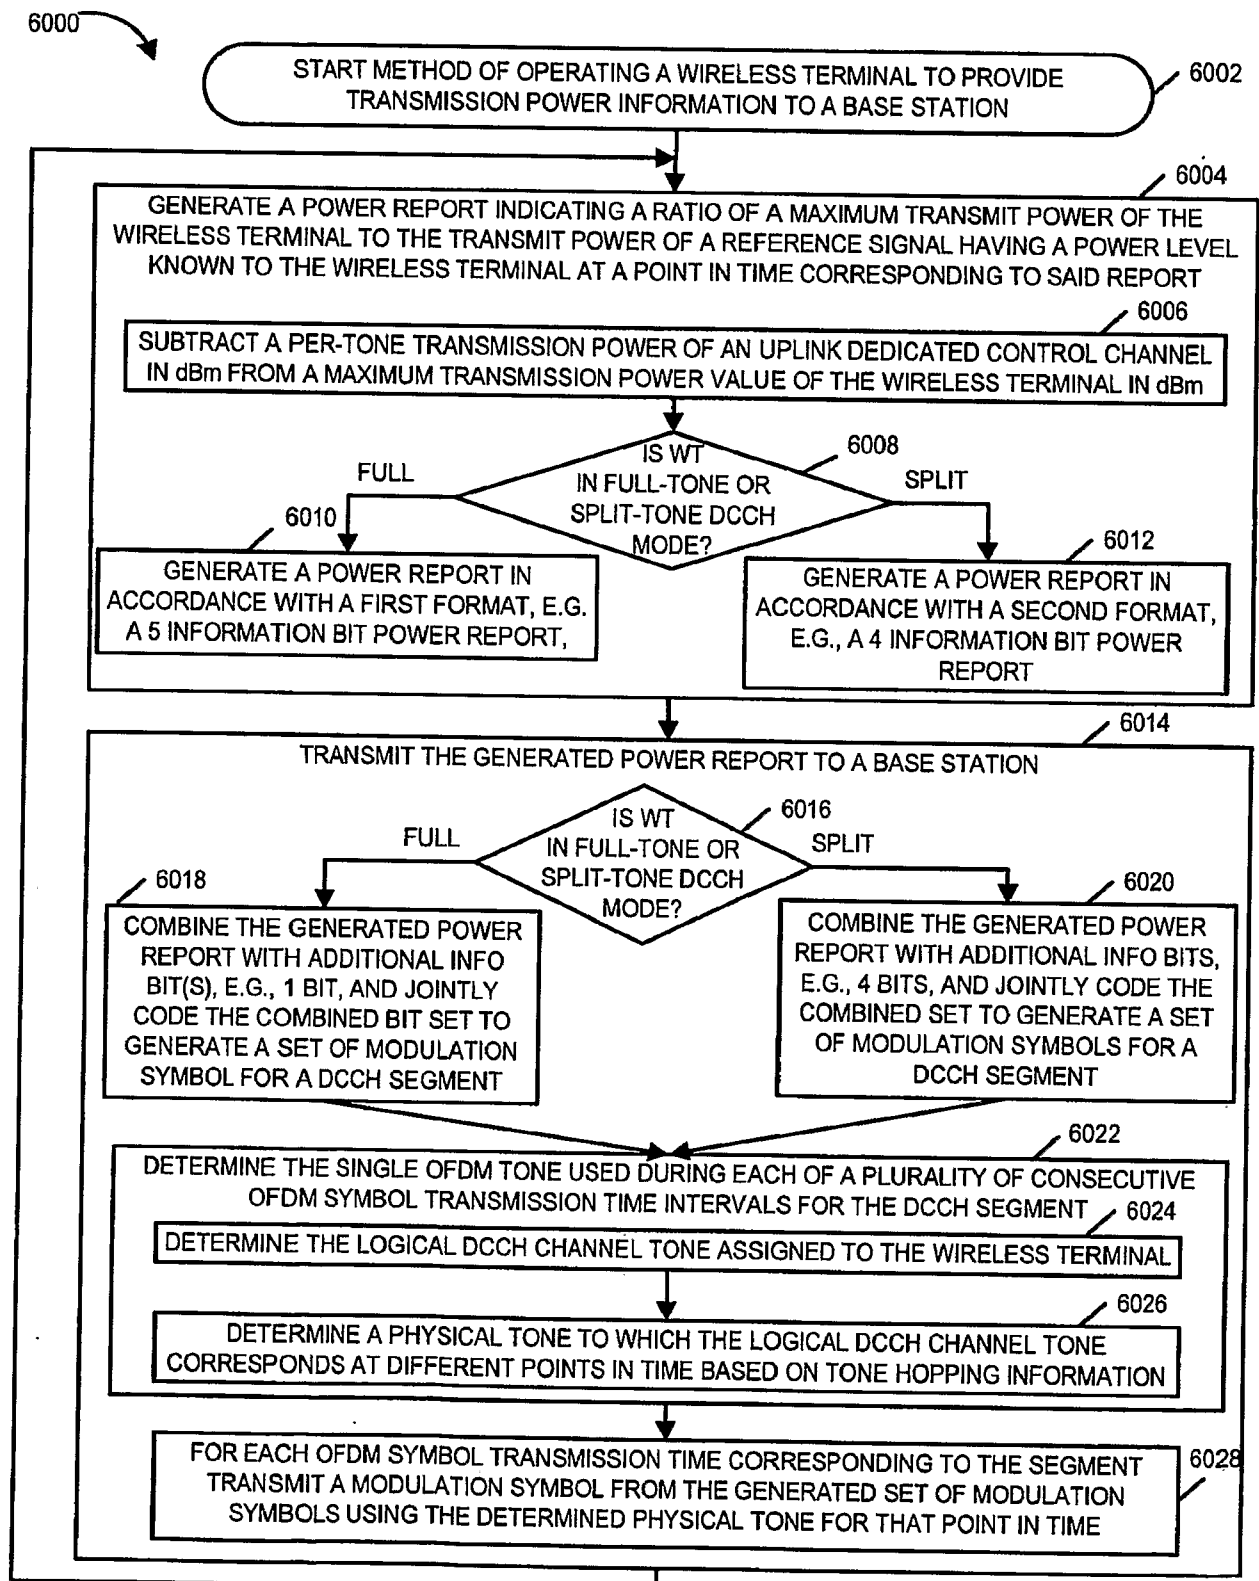 6000
START METHOD OF OPERATING A WIRELESS TERMINAL TO PROVIDE
TRANSMISSION POWER INFORMATION TO A BASE STATION
6002
6004
GENERATE A POWER REPORT INDICATING A RATIO OF A MAXIMUM TRANSMIT POWER OF THE
WIRELESS TERMINAL TO THE TRANSMIT POWER OF A REFERENCE SIGNAL HAVING A POWER LEVEL
KNOWN TO THE WIRELESS TERMINAL AT A POINT IN TIME CORRESPONDING TO SAID REPORT
6006
SUBTRACT A PER-TONE TRANSMISSION POWER OF AN UPLINK DEDICATED CONTROL CHANNEL
IN dBm FROM A MAXIMUM TRANSMISSION POWER VALUE OF THE WIRELESS TERMINAL IN dBm
6008
IS WT
IN FULL-TONE OR
SPLIT-TONE DCCH
MODE?
FULL
SPLIT
6010
GENERATE A POWER REPORT IN
ACCORDANCE WITH A FIRST FORMAT, E.G.
A 5 INFORMATION BIT POWER REPORT,
6012
GENERATE A POWER REPORT IN
ACCORDANCE WITH A SECOND FORMAT,
E.G., A 4 INFORMATION BIT POWER
REPORT
6014
TRANSMIT THE GENERATED POWER REPORT TO A BASE STATION
6016
IS WT
IN FULL-TONE OR
SPLIT-TONE DCCH
MODE?
FULL
SPLIT
6018
COMBINE THE GENERATED POWER
REPORT WITH ADDITIONAL INFO
BIT(S), E.G., 1 BIT, AND JOINTLY
CODE THE COMBINED BIT SET TO
GENERATE A SET OF MODULATION
SYMBOL FOR A DCCH SEGMENT
6020
COMBINE THE GENERATED POWER
REPORT WITH ADDITIONAL INFO BITS,
E.G., 4 BITS, AND JOINTLY CODE THE
COMBINED SET TO GENERATE A SET
OF MODULATION SYMBOLS FOR A
DCCH SEGMENT
6022
DETERMINE THE SINGLE OFDM TONE USED DURING EACH OF A PLURALITY OF CONSECUTIVE
OFDM SYMBOL TRANSMISSION TIME INTERVALS FOR THE DCCH SEGMENT
6024
DETERMINE THE LOGICAL DCCH CHANNEL TONE ASSIGNED TO THE WIRELESS TERMINAL
6026
DETERMINE A PHYSICAL TONE TO WHICH THE LOGICAL DCCH CHANNEL TONE
CORRESPONDS AT DIFFERENT POINTS IN TIME BASED ON TONE HOPPING INFORMATION
FOR EACH OFDM SYMBOL TRANSMISSION TIME CORRESPONDING TO THE SEGMENT
TRANSMIT A MODULATION SYMBOL FROM THE GENERATED SET OF MODULATION
SYMBOLS USING THE DETERMINED PHYSICAL TONE FOR THAT POINT IN TIME
6028